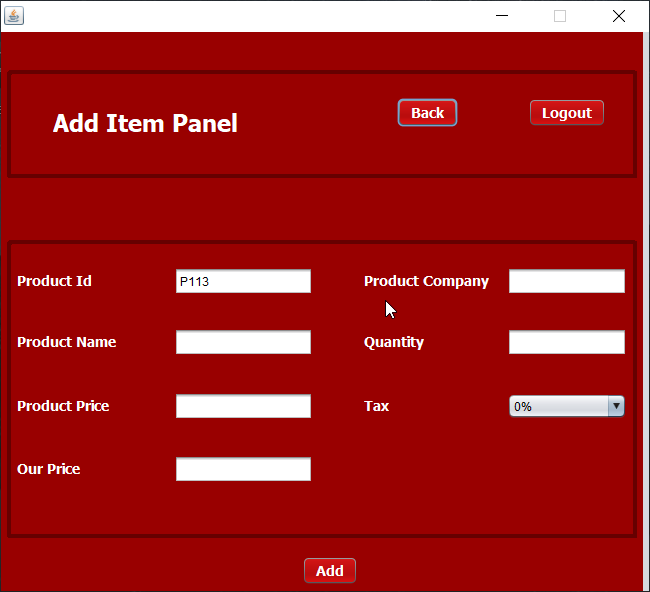 Add Item Panel
Back
Logout
Product Id
P113
Product Company
Product Name
Quantity
Product Price
Tax
0%
Our Price
Add